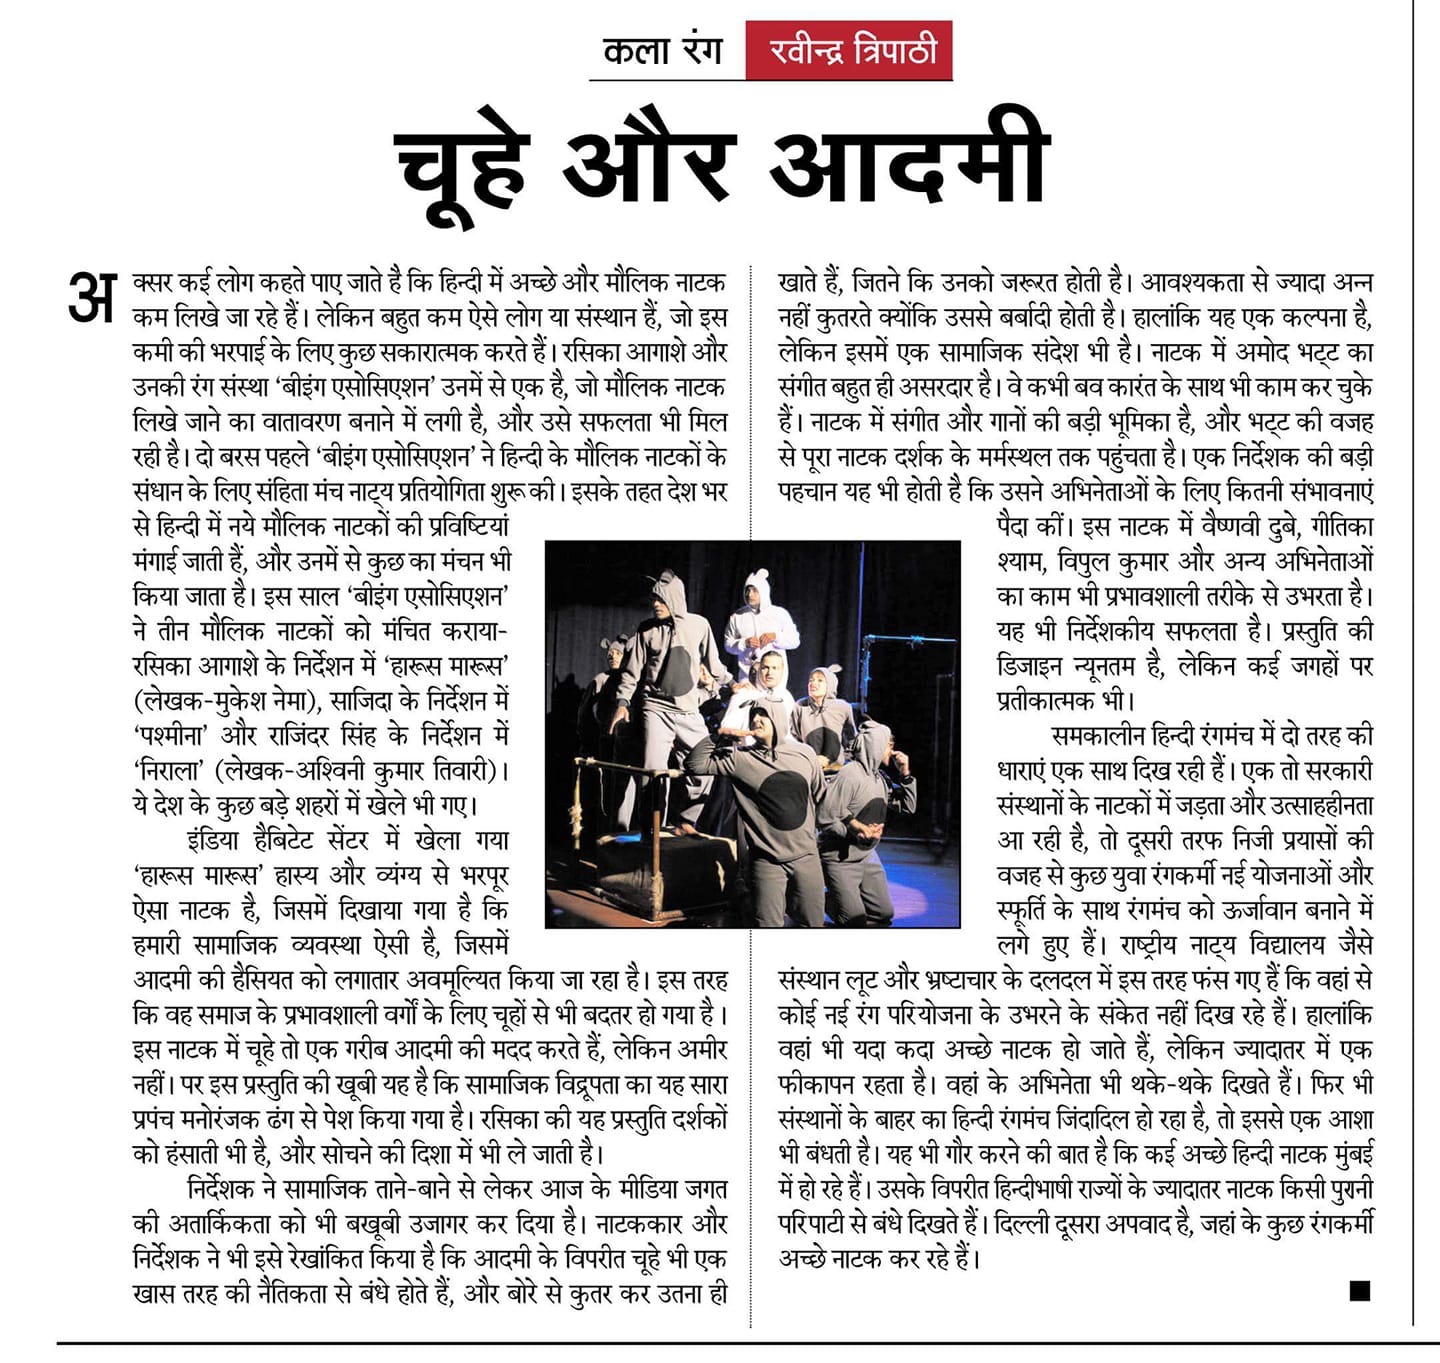 कला रंग
रवीन्द्र त्रिपाठी
चूहे और आदमी
अक्सर कई लोग कहते पाए जाते है कि हिन्दी में अच्छे और मौलिक नाटक
कम लिखे जा रहे हैं। लेकिन बहुत कम ऐसे लोग या संस्थान हैं, जो इस
कमी की भरपाई के लिए कुछ सकारात्मक करते हैं। रसिका आगाशे और
उनकी रंग संस्था ‘बीइंग एसोसिएशन’ उनमें से एक है, जो मौलिक नाटक
लिखे जाने का वातावरण बनाने में लगी है, और उसे सफलता भी मिल
रही है। दो बरस पहले ‘बीइंग एसोसिएशन’ ने हिन्दी के मौलिक नाटकों के
संधान के लिए संहिता मंच नाट्य प्रतियोगिता शुरू की। इसके तहत देश भर
से हिन्दी में नये मौलिक नाटकों की प्रविष्टियां
मंगाई जाती हैं, और उनमें से कुछ का मंचन भी
किया जाता है। इस साल ‘बीइंग एसोसिएशन’
ने तीन मौलिक नाटकों को मंचित कराया-
रसिका आगाशे के निर्देशन में ‘हारूस मारूस’
(लेखक-मुकेश नेमा), साजिदा के निर्देशन में
‘पश्मीना’ और राजिंदर सिंह के निर्देशन में
‘निराला’ (लेखक-अश्विनी कुमार तिवारी)।
ये देश के कुछ बड़े शहरों में खेले भी गए।
इंडिया हैबिटेट सेंटर में खेला गया
‘हारूस मारूस’ हास्य और व्यंग्य से भरपूर
ऐसा नाटक है, जिसमें दिखाया गया है कि
हमारी सामाजिक व्यवस्था ऐसी है, जिसमें
आदमी की हैसियत को लगातार अवमूल्यित किया जा रहा है। इस तरह
कि वह समाज के प्रभावशाली वर्गों के लिए चूहों से भी बदतर हो गया है।
इस नाटक में चूहे तो एक गरीब आदमी की मदद करते हैं, लेकिन अमीर
नहीं। पर इस प्रस्तुति की खूबी यह है कि सामाजिक विद्रूपता का यह सारा
प्रपंच मनोरंजक ढंग से पेश किया गया है। रसिका की यह प्रस्तुति दर्शकों
को हंसाती भी है, और सोचने की दिशा में भी ले जाती है।
निर्देशक ने सामाजिक ताने-बाने से लेकर आज के मीडिया जगत
की अतार्किकता को भी बखूबी उजागर कर दिया है। नाटककार और
निर्देशक ने भी इसे रेखांकित किया है कि आदमी के विपरीत चूहे भी एक
खास तरह की नैतिकता से बंधे होते हैं, और बोरे से कुतर कर उतना ही
खाते हैं, जितने कि उनको जरूरत होती है। आवश्यकता से ज्यादा अन्न
नहीं कुतरते क्योंकि उससे बर्बादी होती है। हालांकि यह एक कल्पना है,
लेकिन इसमें एक सामाजिक संदेश भी है। नाटक में अमोद भट्ट का
संगीत बहुत ही असरदार है। वे कभी बव कारंत के साथ भी काम कर चुके
हैं। नाटक में संगीत और गानों की बड़ी भूमिका है, और भट्ट की वजह
से पूरा नाटक दर्शक के मर्मस्थल तक पहुंचता है। एक निर्देशक की बड़ी
पहचान यह भी होती है कि उसने अभिनेताओं के लिए कितनी संभावनाएं
पैदा कीं। इस नाटक में वैष्णवी दुबे, गीतिका
श्याम, विपुल कुमार और अन्य अभिनेताओं
का काम भी प्रभावशाली तरीके से उभरता है।
यह भी निर्देशकीय सफलता है। प्रस्तुति की
डिजाइन न्यूनतम है, लेकिन कई जगहों पर
प्रतीकात्मक भी।
समकालीन हिन्दी रंगमंच में दो तरह की
धाराएं एक साथ दिख रही हैं। एक तो सरकारी
संस्थानों के नाटकों में जड़ता और उत्साहहीनता
आ रही है, तो दूसरी तरफ निजी प्रयासों की
वजह से कुछ युवा रंगकर्मी नई योजनाओं और
स्फूर्ति के साथ रंगमंच को ऊर्जावान बनाने में
लगे हुए हैं। राष्ट्रीय नाट्य विद्यालय जैसे
संस्थान लूट और भ्रष्टाचार के दलदल में इस तरह फंस गए हैं कि वहां से
कोई नई रंग परियोजना के उभरने के संकेत नहीं दिख रहे हैं। हालांकि
वहां भी यदा कदा अच्छे नाटक हो जाते हैं, लेकिन ज्यादातर में एक
फीकापन रहता है। वहां के अभिनेता भी थके-थके दिखते हैं। फिर भी
संस्थानों के बाहर का हिन्दी रंगमंच जिंदादिल हो रहा है, तो इससे एक आशा
भी बंधती है। यह भी गौर करने की बात है कि कई अच्छे हिन्दी नाटक मुंबई
में हो रहे हैं। उसके विपरीत हिन्दीभाषी राज्यों के ज्यादातर नाटक किसी पुरानी
परिपाटी से बंधे दिखते हैं। दिल्ली दूसरा अपवाद है, जहां के कुछ रंगकर्मी
अच्छे नाटक कर रहे हैं।